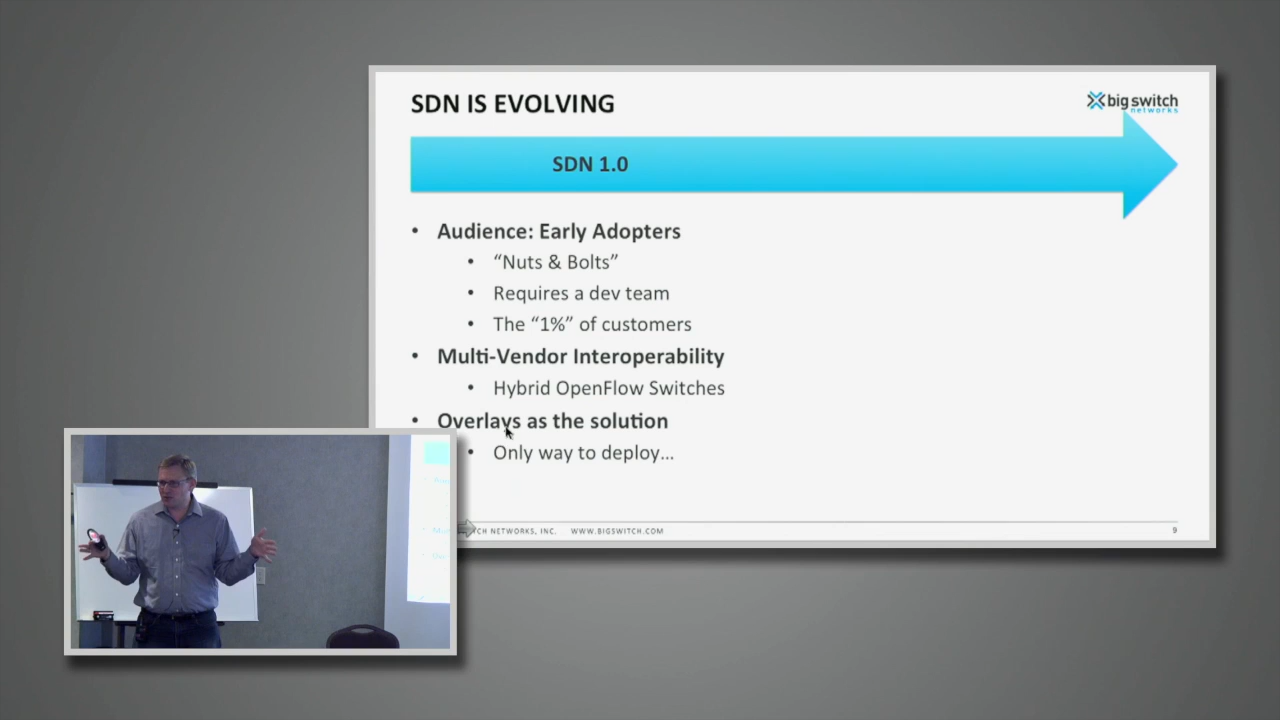 SDN IS EVOLVING
big switch
networks
SDN 1.0
• Audience: Early Adopters
• “Nuts & Bolts”
• Requires a dev team
• The “1%” of customers
• Multi-Vendor Interoperability
• Hybrid OpenFlow Switches
• Overlays as the solution
• Only way to deploy...
TCH NETWORKS, INC. WWW.BIGSWITCH.COM
9